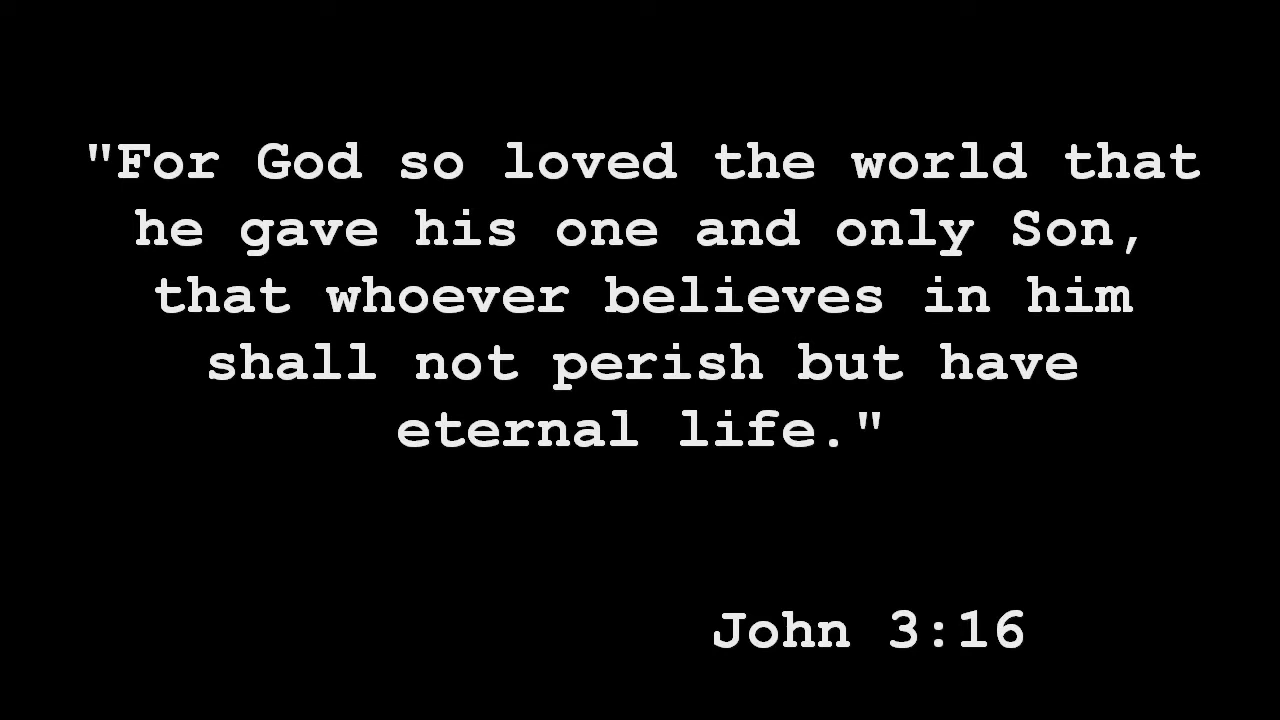 "For God so loved the world that
he gave his one and only Son,
that whoever believes in him
shall not perish but have
eternal life."
John 3:16